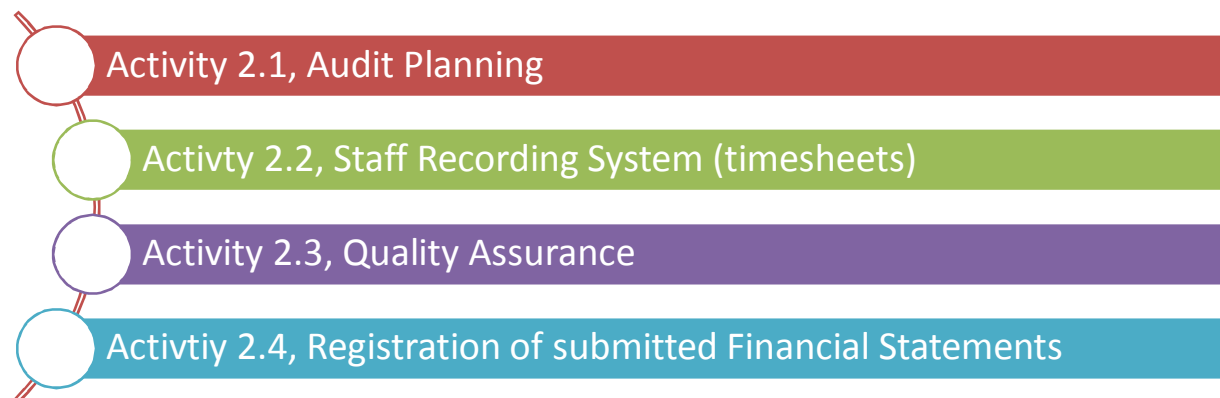 Activity 2.1, Audit Planning
Activty 2.2, Staff Recording System (timesheets)
Activity 2.3, Quality Assurance
Activtiy 2.4, Registration of submitted Financial Statements